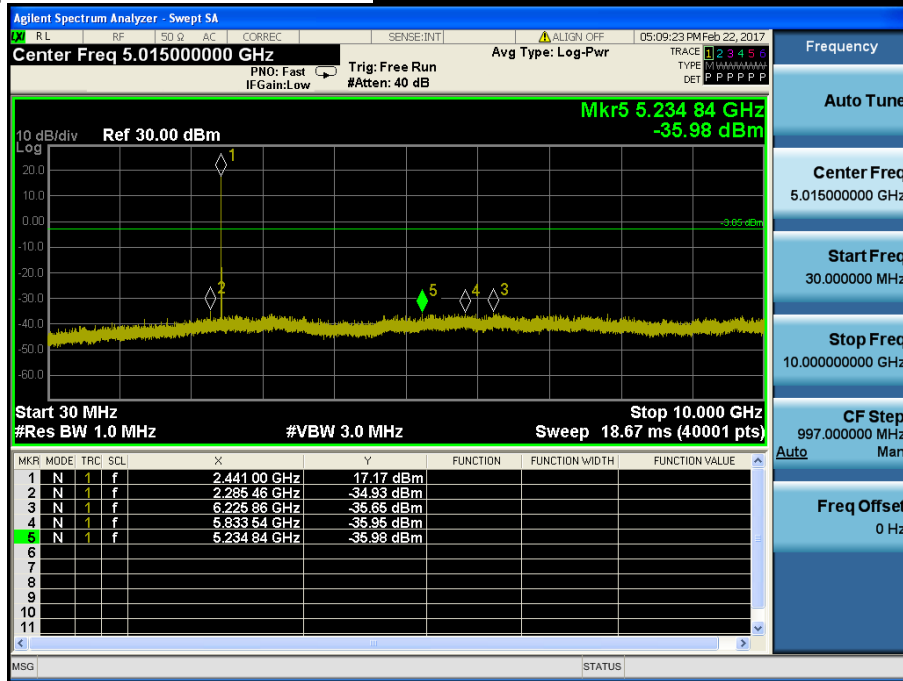 Agilent Spectrum Analyzer - Swept SA
LXI RL RF 50 Ω AC CORREC SENSE:INT ALIGN OFF 05:09:23 PM Feb 22, 2017
Center Freq 5.015000000 GHz
PNO: Fast
IFGain:Low
Trig: Free Run
#Atten: 40 dB
Avg Type: Log-Pwr
TRACE 1 2 3 4 5 6
TYPE M W W W W W
DET P P P P P P
Mkr5 5.234 84 GHz
-35.98 dBm
10 dB/div Ref 30.00 dBm
Log
20.0
10.0
0.00
-10.0
-20.0
-30.0
-40.0
-50.0
-60.0
1
2
5
4
3
-3.05 dBm
Start 30 MHz Stop 10.000 GHz
#Res BW 1.0 MHz #VBW 3.0 MHz Sweep 18.67 ms (40001 pts)
MKR MODE TRC SCL X Y FUNCTION FUNCTION WIDTH FUNCTION VALUE
1 N 1 f 2.441 00 GHz 17.17 dBm
2 N 1 f 2.285 46 GHz -34.93 dBm
3 N 1 f 6.225 86 GHz -35.65 dBm
4 N 1 f 5.833 54 GHz -35.95 dBm
5 N 1 f 5.234 84 GHz -35.98 dBm
6
7
8
9
10
11
MSG STATUS
Frequency
Auto Tune
Center Freq
5.015000000 GHz
Start Freq
30.000000 MHz
Stop Freq
10.000000000 GHz
CF Step
997.000000 MHz
Auto Man
Freq Offset
0 Hz